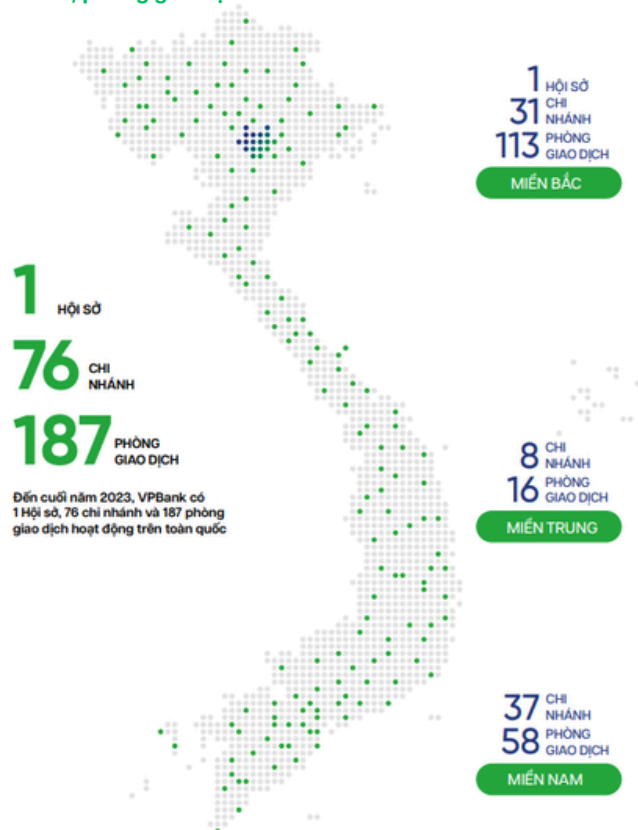 1 HỘI SỞ
31 CHI
NHÁNH
113 PHÒNG
GIAO DỊCH
MIỀN BẮC
1 HỘI SỞ
76 CHI
NHÁNH
187 PHÒNG
GIAO DỊCH
Đến cuối năm 2023, VPBank có
1 Hội sở, 76 chi nhánh và 187 phòng
giao dịch hoạt động trên toàn quốc
8 CHI
NHÁNH
16 PHÒNG
GIAO DỊCH
MIỀN TRUNG
37 CHI
NHÁNH
58 PHÒNG
GIAO DỊCH
MIỀN NAM